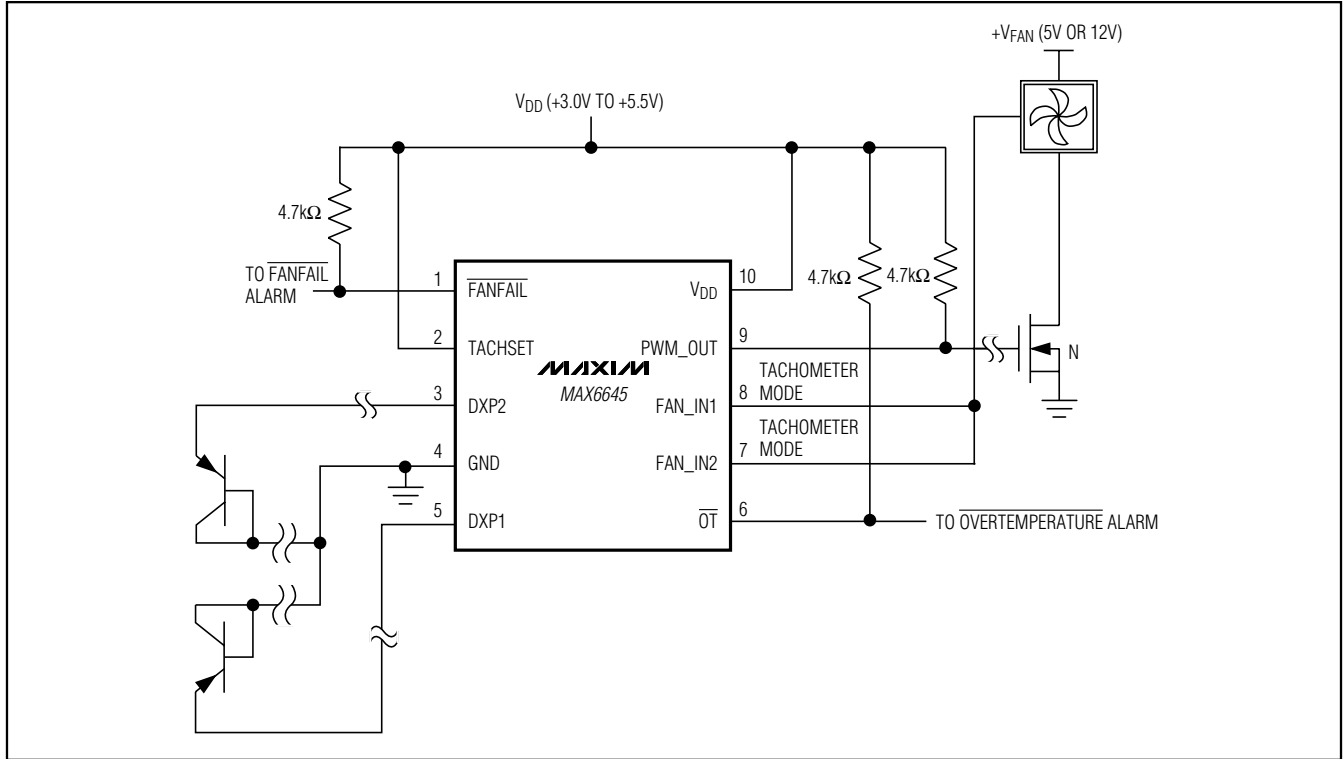 +VFAN (5V OR 12V)
VDD (+3.0V TO +5.5V)
4.7kΩ
4.7kΩ
4.7kΩ
TO FANFAIL
ALARM
1
FANFAIL
VDD
10
2
TACHSET
PWM_OUT
9
N
MAXIM
MAX6645
TACHOMETER
MODE
3
DXP2
FAN_IN1
8
TACHOMETER
MODE
4
GND
FAN_IN2
7
5
DXP1
OT
6
TO OVERTEMPERATURE ALARM